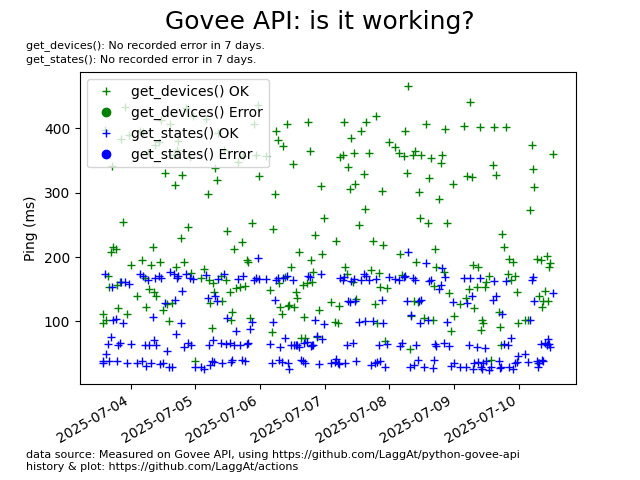 Govee API: is it working?
get_devices(): No recorded error in 7 days.
get_states(): No recorded error in 7 days.
get_devices() OK
get_devices() Error
get_states() OK
get_states() Error
Ping (ms)
400
300
200
100
2025-07-04
2025-07-05
2025-07-06
2025-07-07
2025-07-08
2025-07-09
2025-07-10
data source: Measured on Govee API, using https://github.com/LaggAt/python-govee-api
history & plot: https://github.com/LaggAt/actions